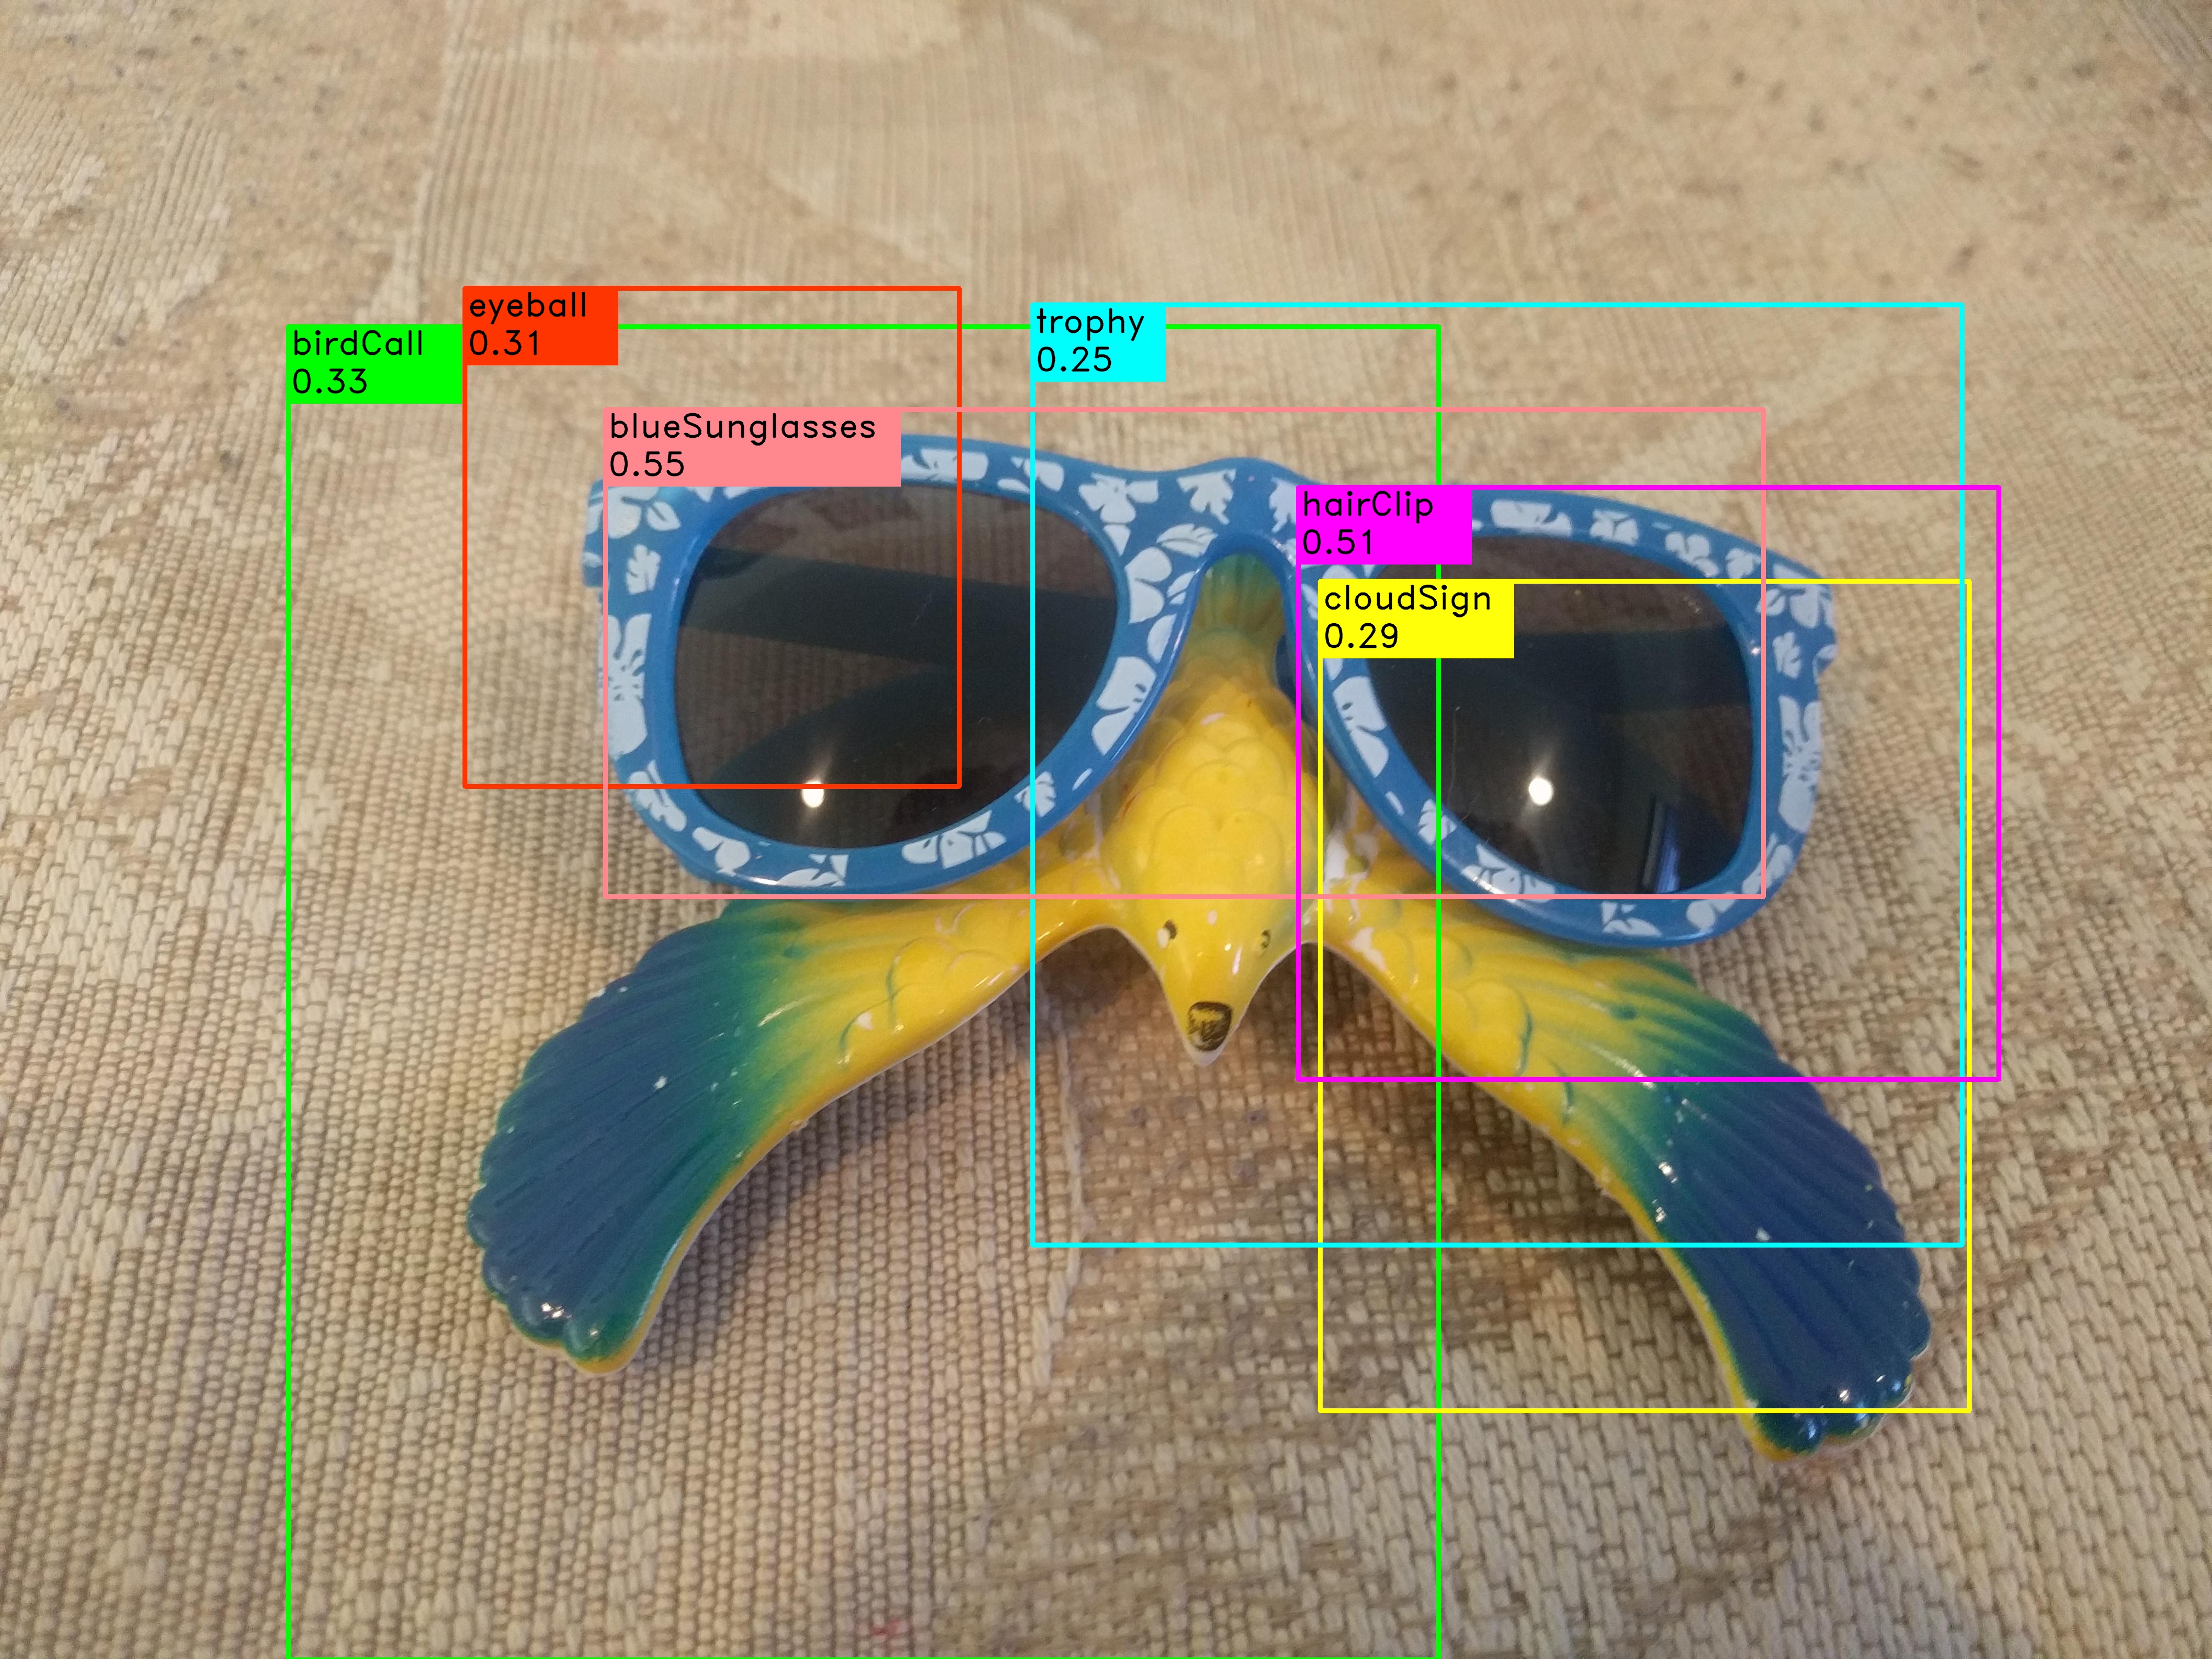 eyeball
0.31
trophy
0.25
birdCall
0.33
blueSunglasses
0.55
hairClip
0.51
cloudSign
0.29